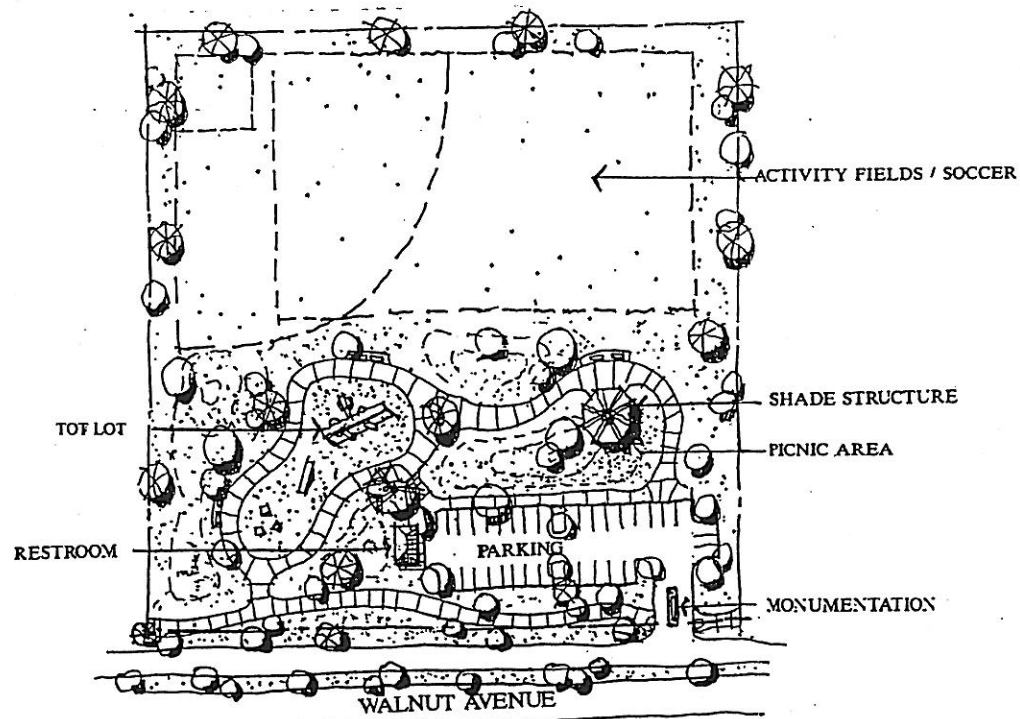 ACTIVITY FIELDS / SOCCER
SHADE STRUCTURE
TOT LOT
PICNIC AREA
RESTROOM
PARKING
MONUMENTATION
WALNUT AVENUE